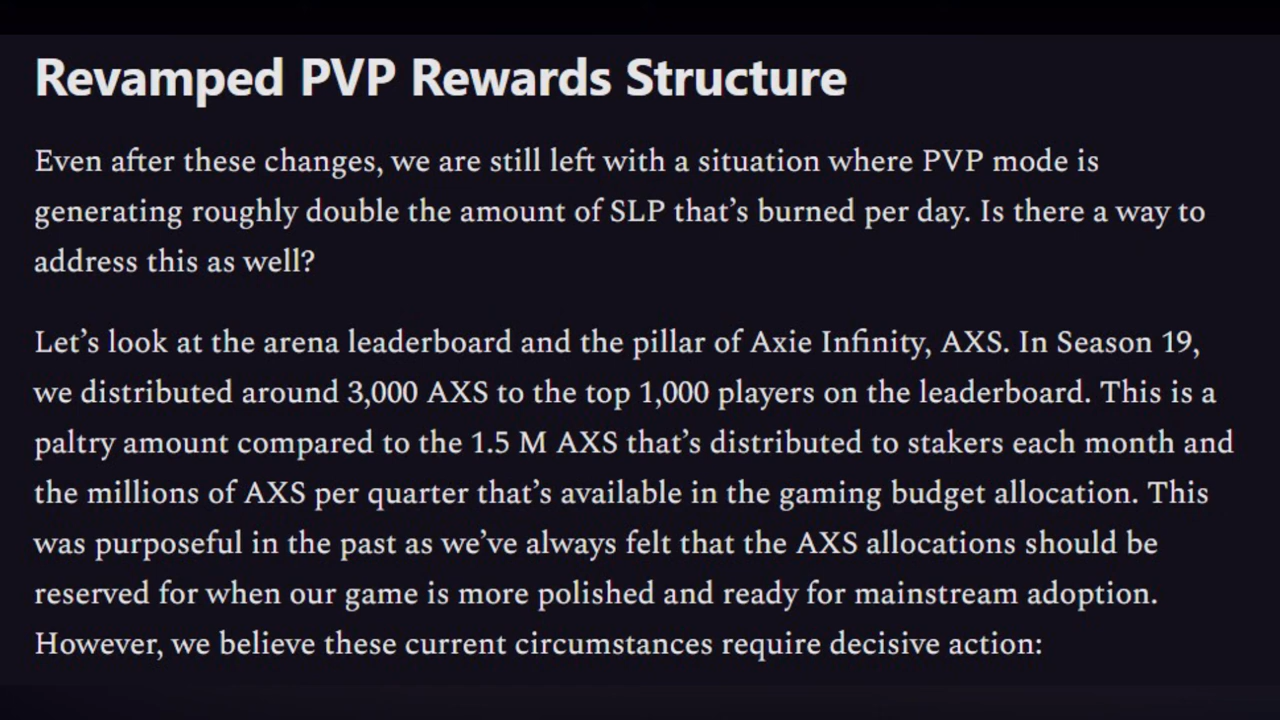 Revamped PVP Rewards Structure
Even after these changes, we are still left with a situation where PVP mode is
generating roughly double the amount of SLP that’s burned per day. Is there a way to
address this as well?
Let’s look at the arena leaderboard and the pillar of Axie Infinity, AXS. In Season 19,
we distributed around 3,000 AXS to the top 1,000 players on the leaderboard. This is a
paltry amount compared to the 1.5 M AXS that’s distributed to stakers each month and
the millions of AXS per quarter that’s available in the gaming budget allocation. This
was purposeful in the past as we’ve always felt that the AXS allocations should be
reserved for when our game is more polished and ready for mainstream adoption.
However, we believe these current circumstances require decisive action: